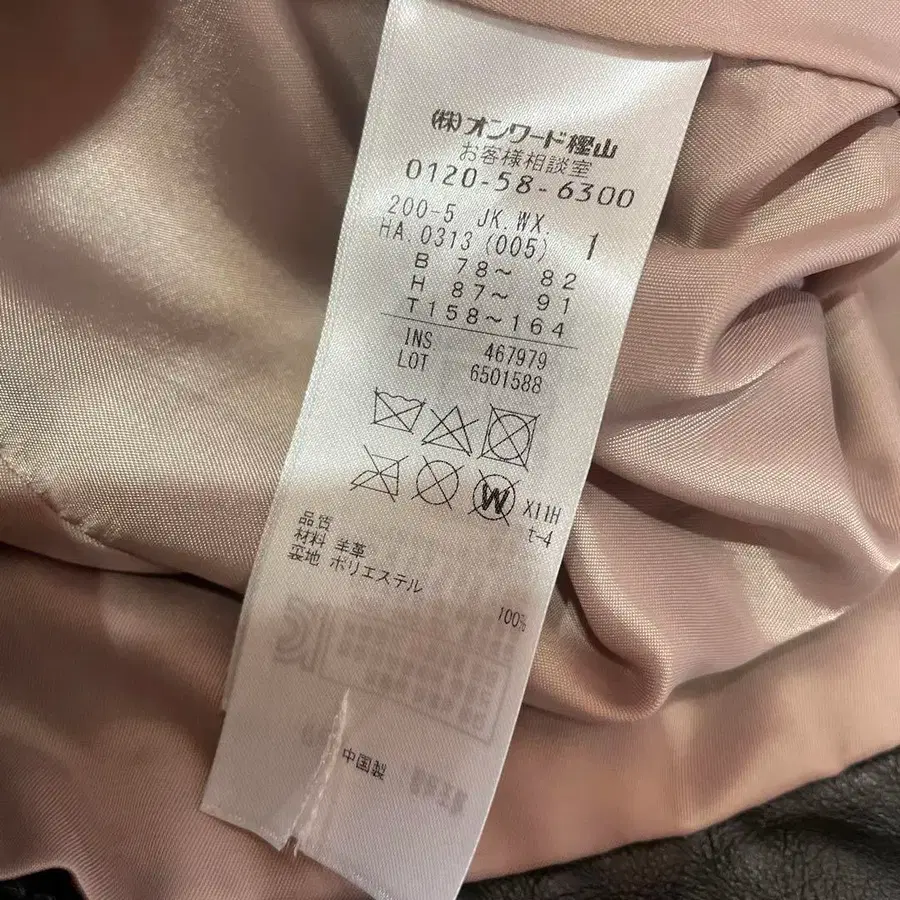 (株)オンワード樫山
お客様相談室
0120-58-6300
200-5 JK.WX.
HA.0313(005) 1
B 78～ 82
H 87～ 91
T158～164
INS 467979
LOT 6501588
W
X11H
t-4
品質
材料 羊革
裏地 ポリエステル
100%
中国製